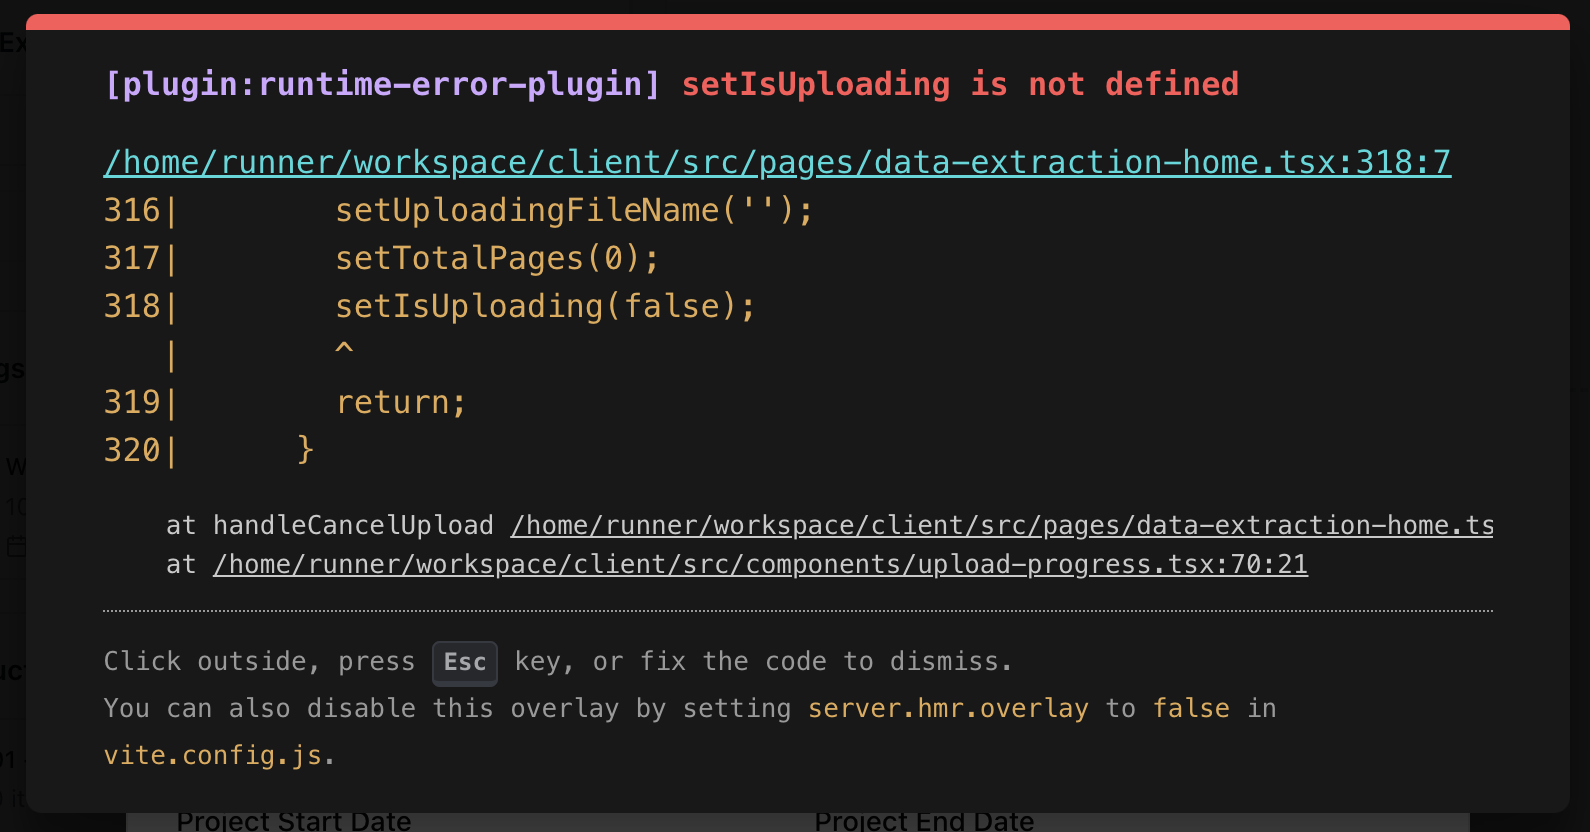 [plugin:runtime-error-plugin] setIsUploading is not defined
/home/runner/workspace/client/src/pages/data-extraction-home.tsx:318:7
316|        setUploadingFileName('');
317|        setTotalPages(0);
318|        setIsUploading(false);
   |        ^
319|        return;
320|      }
at handleCancelUpload /home/runner/workspace/client/src/pages/data-extraction-home.ts
at /home/runner/workspace/client/src/components/upload-progress.tsx:70:21
Click outside, press Esc key, or fix the code to dismiss.
You can also disable this overlay by setting server.hmr.overlay to false in
vite.config.js.
Project Start Date
Project End Date